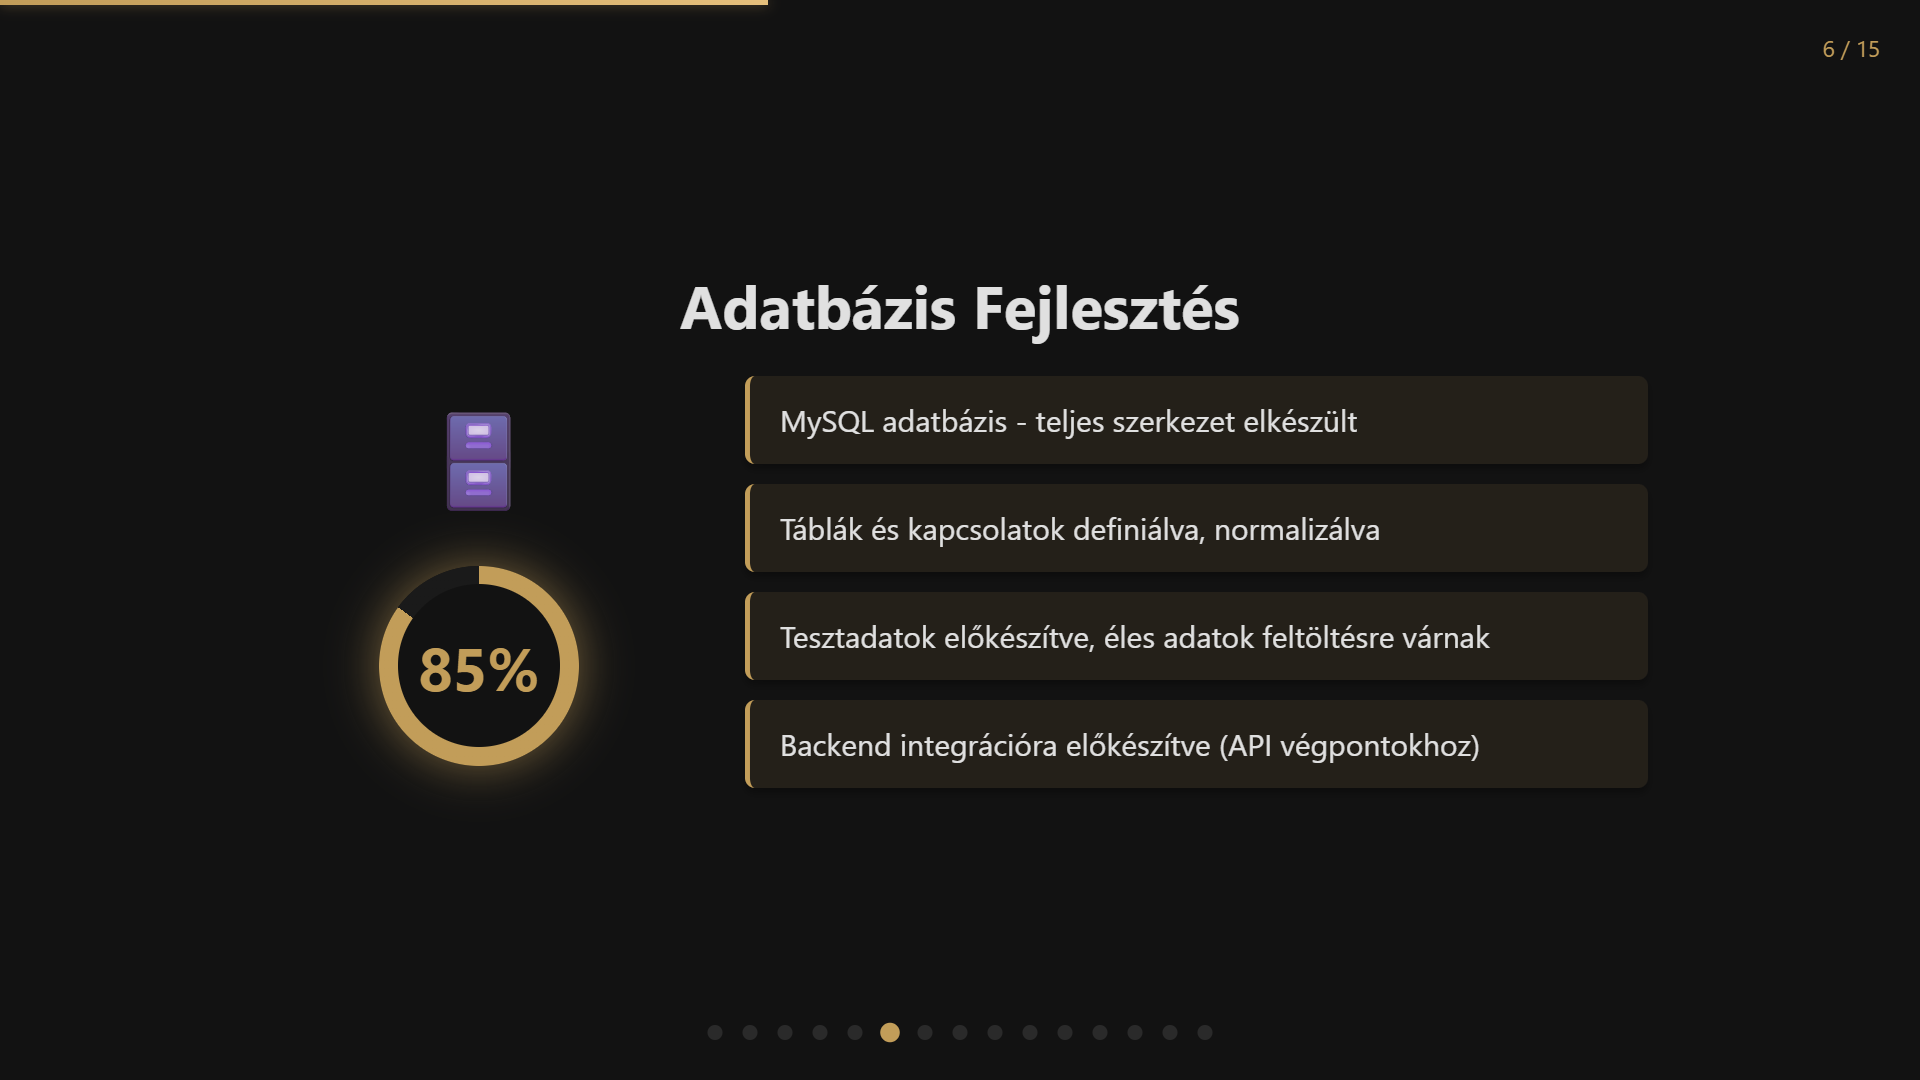 6 / 15
Adatbázis Fejlesztés
85%
MySQL adatbázis - teljes szerkezet elkészült
Táblák és kapcsolatok definiálva, normalizálva
Tesztadatok előkészítve, éles adatok feltöltésre várnak
Backend integrációra előkészítve (API végpontokhoz)